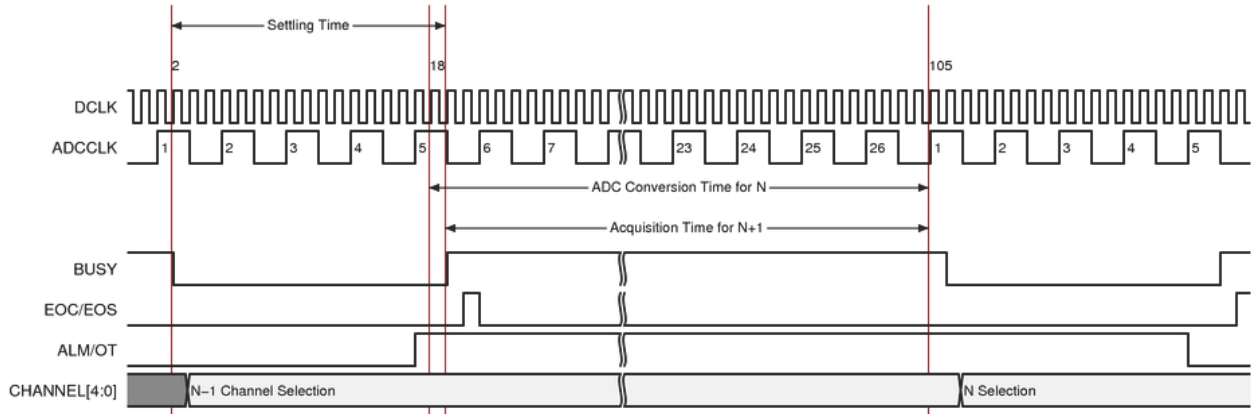 Settling Time
2 18 105
DCLK
ADCCLK 1 2 3 4 5 6 7 23 24 25 26 1 2 3 4 5
ADC Conversion Time for N
Acquisition Time for N+1
BUSY
EOC/EOS
ALM/OT
CHANNEL[4:0] N−1 Channel Selection N Selection